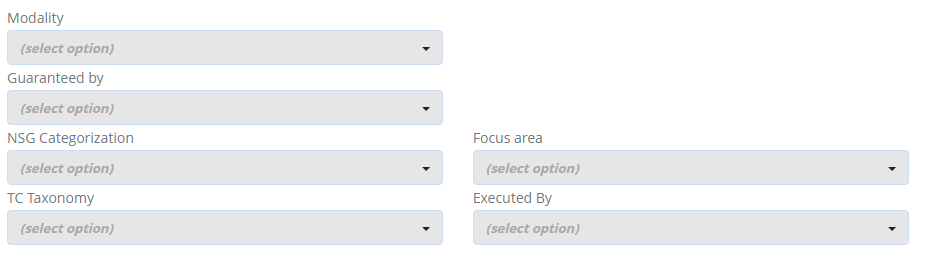 Modality
(select option)
Guaranteed by
(select option)
NSG Categorization
Focus area
(select option)
(select option)
TC Taxonomy
Executed By
(select option)
(select option)